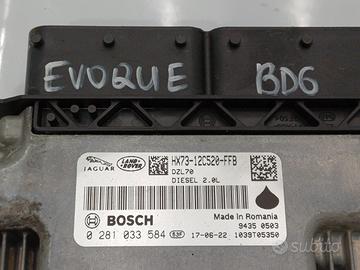 EVOQUE BDG
JAGUAR LAND ROVER HX73-12C520-FFB
DZL70
DIESEL 2.0L
Made in Romania
BOSCH 9435 0503
0 281 033 584 17-06-22 1039T05350
subito